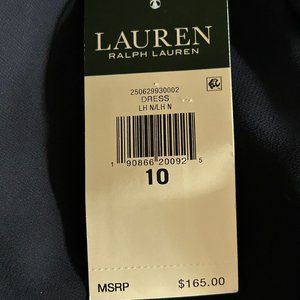 LAUREN
RALPH LAUREN
250629930002
DRESS
LH N/LH N
1 90866 20092 5
10
MSRP $165.00